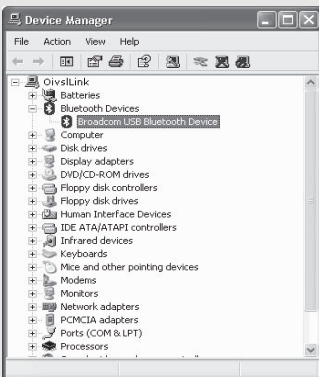 Device Manager
File Action View Help
OivslLink
Batteries
Bluetooth Devices
Broadcom USB Bluetooth Device
Computer
Disk drives
Display adapters
DVD/CD-ROM drives
Floppy disk controllers
Floppy disk drives
Human Interface Devices
IDE ATA/ATAPI controllers
Infrared devices
Keyboards
Mice and other pointing devices
Modems
Monitors
Network adapters
PCMCIA adapters
Ports (COM & LPT)
Processors